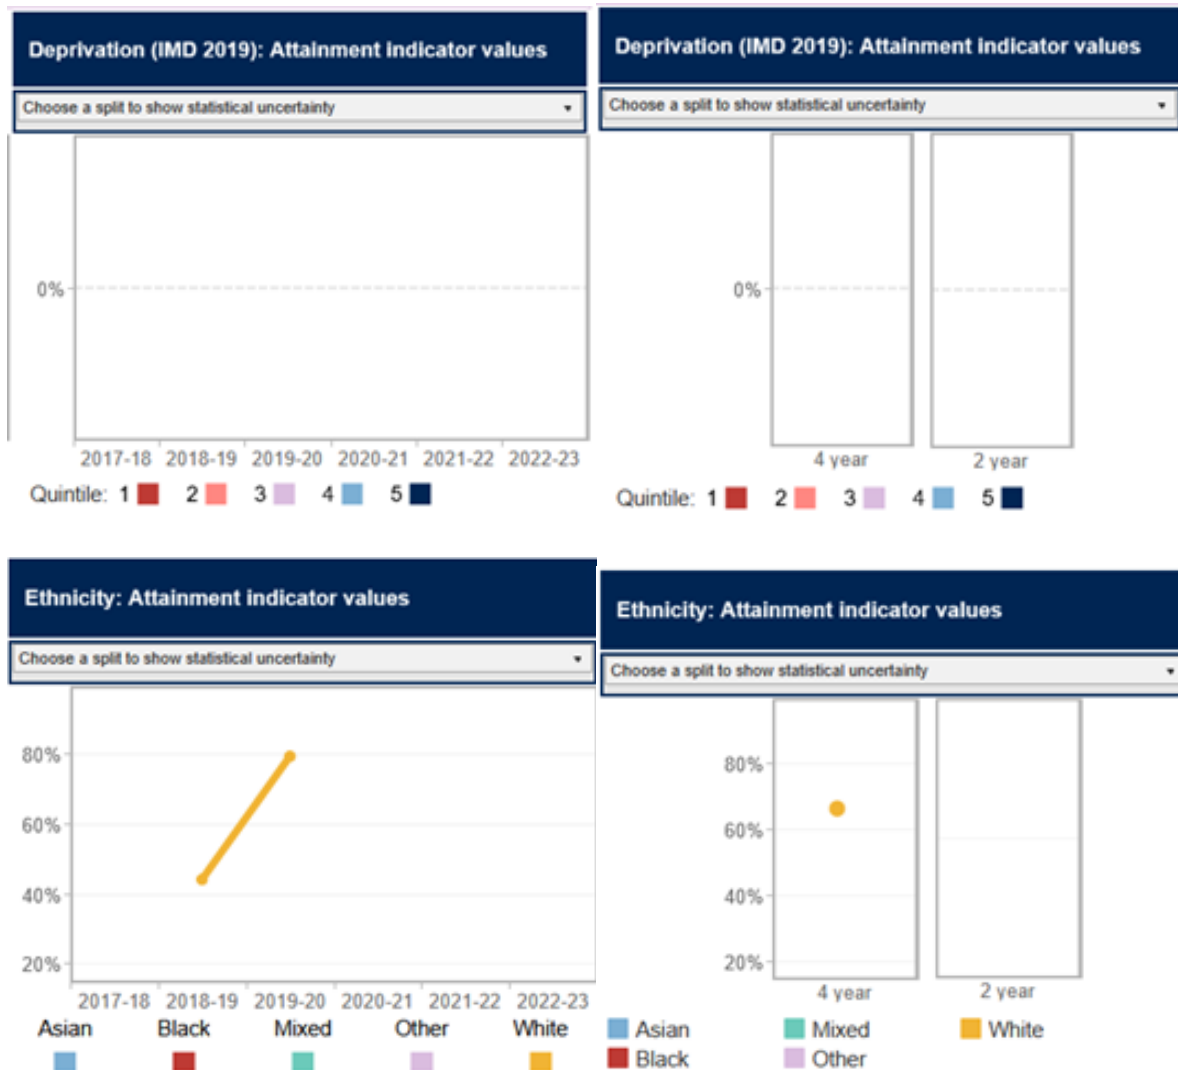 Deprivation (IMD 2019): Attainment indicator values
Choose a split to show statistical uncertainty
0%
2017-18 2018-19 2019-20 2020-21 2021-22 2022-23
Quintile: 1 2 3 4 5
Deprivation (IMD 2019): Attainment indicator values
Choose a split to show statistical uncertainty
0%
4 year 2 year
Quintile: 1 2 3 4 5
Ethnicity: Attainment indicator values
Choose a split to show statistical uncertainty
80%
60%
40%
20%
2017-18 2018-19 2019-20 2020-21 2021-22 2022-23
Asian Black Mixed Other White
Ethnicity: Attainment indicator values
Choose a split to show statistical uncertainty
80%
60%
40%
20%
4 year 2 year
Asian Mixed White
Black Other